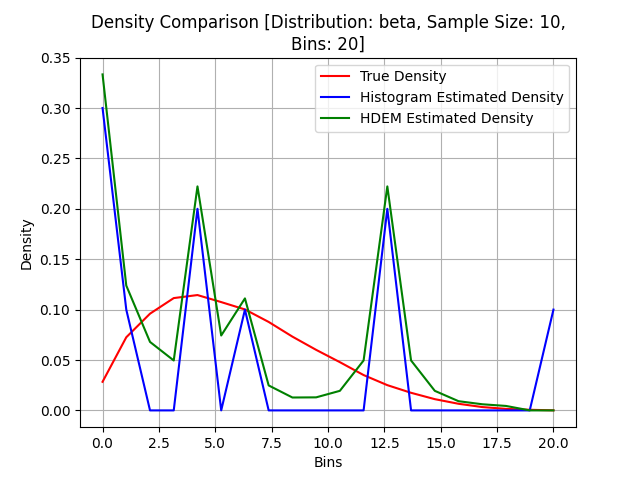 Density Comparison [Distribution: beta, Sample Size: 10,
Bins: 20]
True Density
Histogram Estimated Density
HDEM Estimated Density
Density
0.35
0.30
0.25
0.20
0.15
0.10
0.05
0.00
0.0 2.5 5.0 7.5 10.0 12.5 15.0 17.5 20.0
Bins